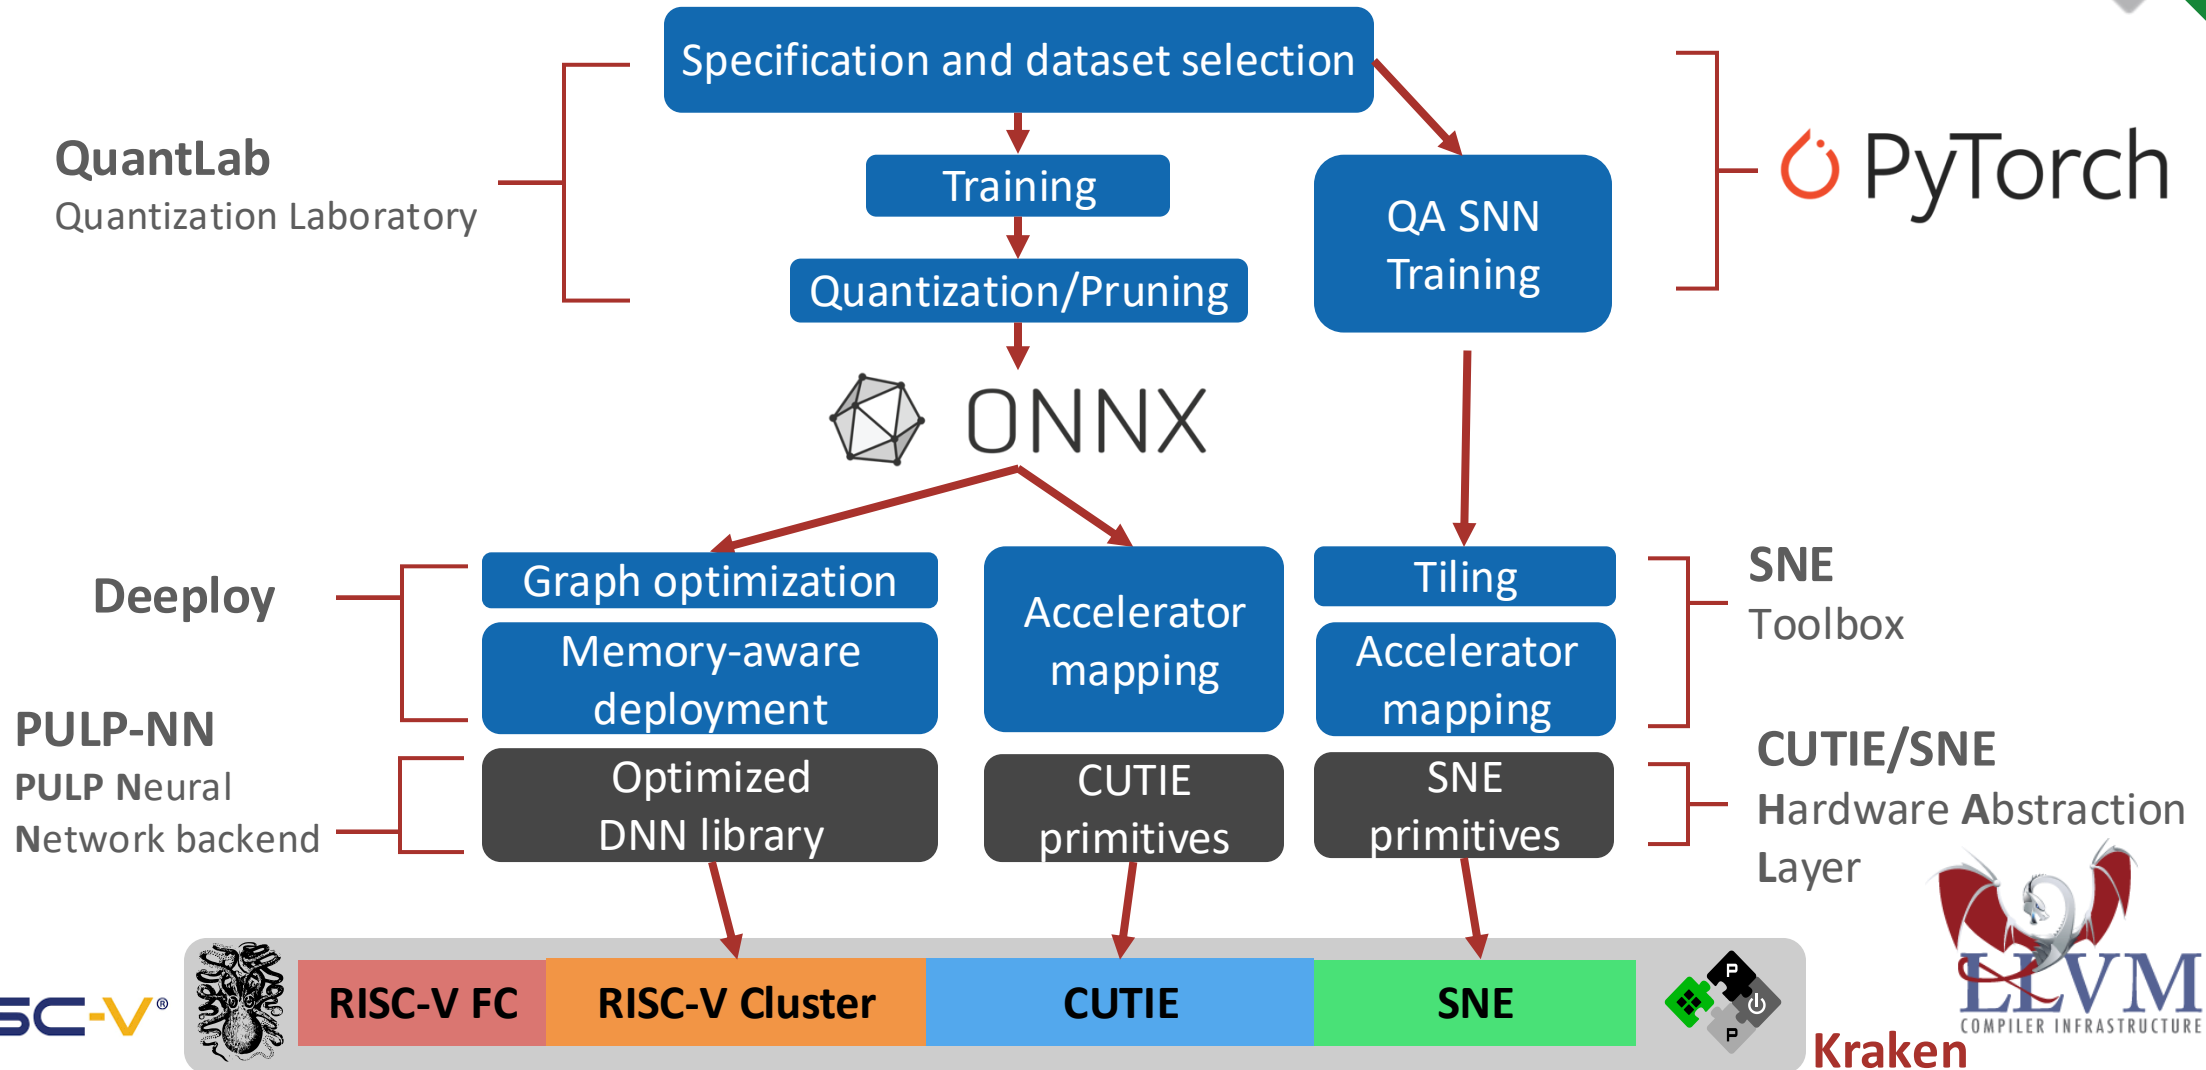 Specification and dataset selection
QuantLab
Quantization Laboratory
Training
Quantization/Pruning
QA SNN
Training
PyTorch
ONNX
Deeploy
Graph optimization
Memory-aware
deployment
Accelerator
mapping
Tiling
Accelerator
mapping
SNE
Toolbox
PULP-NN
PULP Neural
Network backend
Optimized
DNN library
CUTIE
primitives
SNE
primitives
CUTIE/SNE
Hardware Abstraction
Layer
SC-V®
RISC-V FC
RISC-V Cluster
CUTIE
SNE
P
P
Kraken
LLVM
COMPILER INFRASTRUCTURE